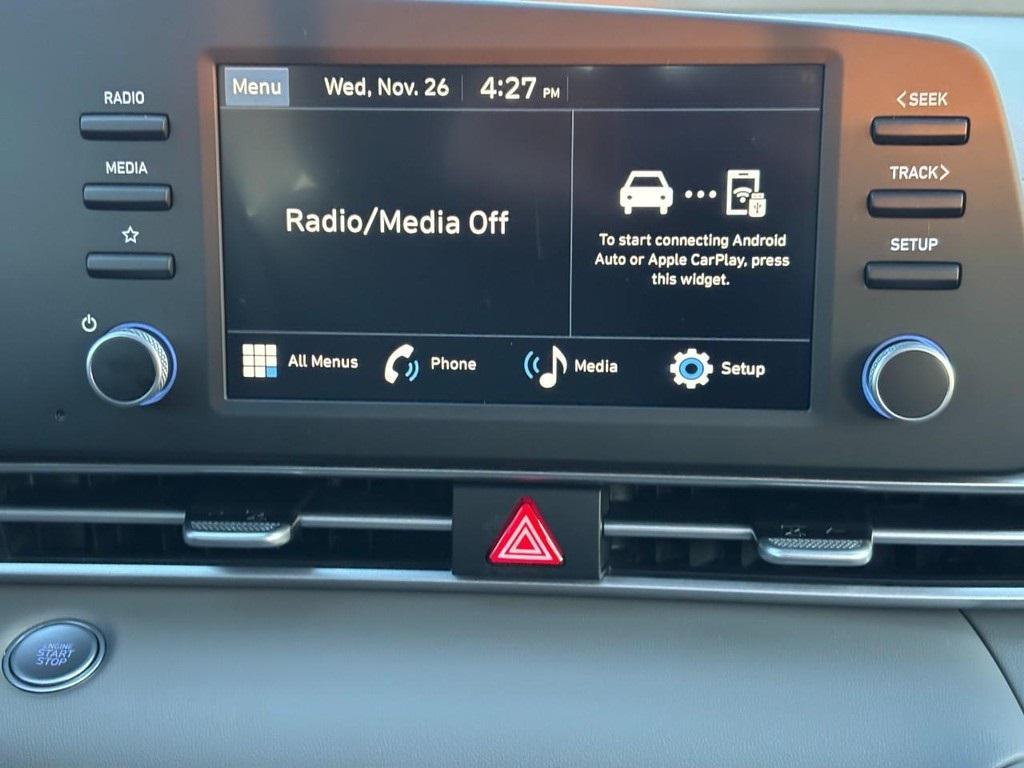 Menu
Wed, Nov. 26
4:27 PM
RADIO
MEDIA
Radio/Media Off
To start connecting Android
Auto or Apple CarPlay, press
this widget.
<SEEK
TRACK>
SETUP
All Menus
Phone
Media
Setup
ENGINE
START
STOP